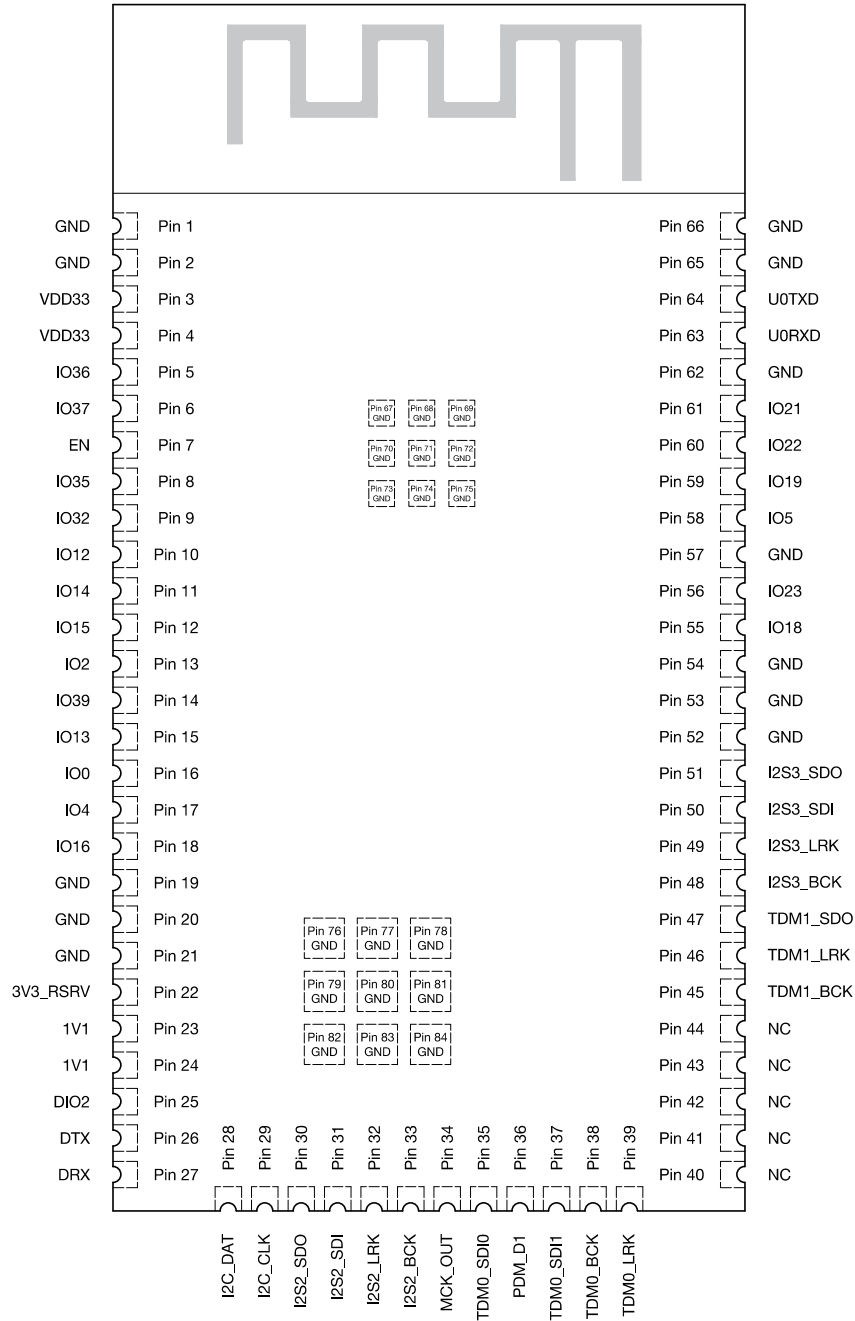 GND Pin 1 Pin 66 GND
GND Pin 2 Pin 65 GND
VDD33 Pin 3 Pin 64 U0TXD
VDD33 Pin 4 Pin 63 U0RXD
IO36 Pin 5 Pin 62 GND
IO37 Pin 6 Pin 61 IO21
Pin 67 Pin 68 Pin 69
GND GND GND
EN Pin 7 Pin 60 IO22
Pin 70 Pin 71 Pin 72
GND GND GND
IO35 Pin 8 Pin 59 IO19
Pin 73 Pin 74 Pin 75
GND GND GND
IO32 Pin 9 Pin 58 IO5
IO12 Pin 10 Pin 57 GND
IO14 Pin 11 Pin 56 IO23
IO15 Pin 12 Pin 55 IO18
IO2 Pin 13 Pin 54 GND
IO39 Pin 14 Pin 53 GND
IO13 Pin 15 Pin 52 GND
IO0 Pin 16 Pin 51 I2S3_SDO
IO4 Pin 17 Pin 50 I2S3_SDI
IO16 Pin 18 Pin 49 I2S3_LRK
GND Pin 19 Pin 48 I2S3_BCK
GND Pin 20 Pin 47 TDM1_SDO
Pin 76 Pin 77 Pin 78
GND GND GND
GND Pin 21 Pin 46 TDM1_LRK
3V3_RSRV Pin 22 Pin 45 TDM1_BCK
Pin 79 Pin 80 Pin 81
GND GND GND
1V1 Pin 23 Pin 44 NC
Pin 82 Pin 83 Pin 84
GND GND GND
1V1 Pin 24 Pin 43 NC
DIO2 Pin 25 Pin 42 NC
DTX Pin 26 Pin 41 NC
DRX Pin 27 Pin 40 NC
Pin 28 Pin 29 Pin 30 Pin 31 Pin 32 Pin 33 Pin 34 Pin 35 Pin 36 Pin 37 Pin 38 Pin 39
I2C_DAT I2C_CLK I2S2_SDO I2S2_SDI I2S2_LRK I2S2_BCK MCK_OUT TDM0_SDI0 PDM_D1 TDM0_SDI1 TDM0_BCK TDM0_LRK